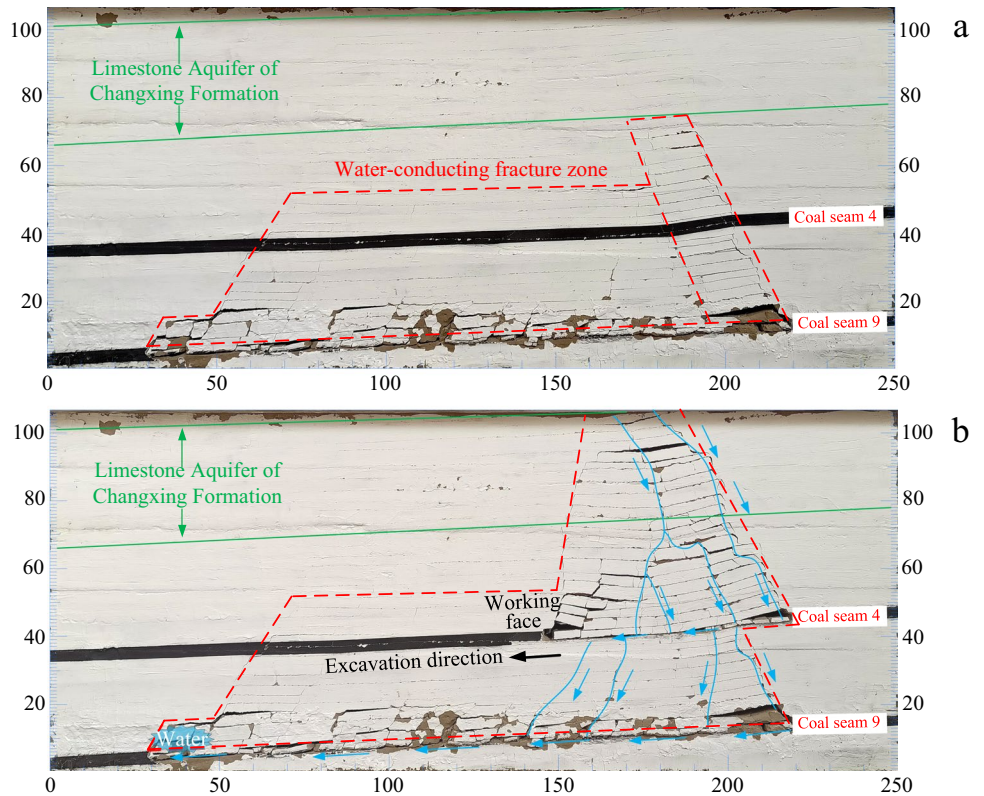 a
100
100
Limestone Aquifer of
Changxing Formation
80
80
60
Water-conducting fracture zone
60
Coal seam 4
40
40
20
20
Coal seam 9
0
50
100
150
200
250
b
100
100
Limestone Aquifer of
Changxing Formation
80
80
60
60
Working
face
Coal seam 4
40
40
Excavation direction
20
20
Coal seam 9
Water
0
50
100
150
200
250